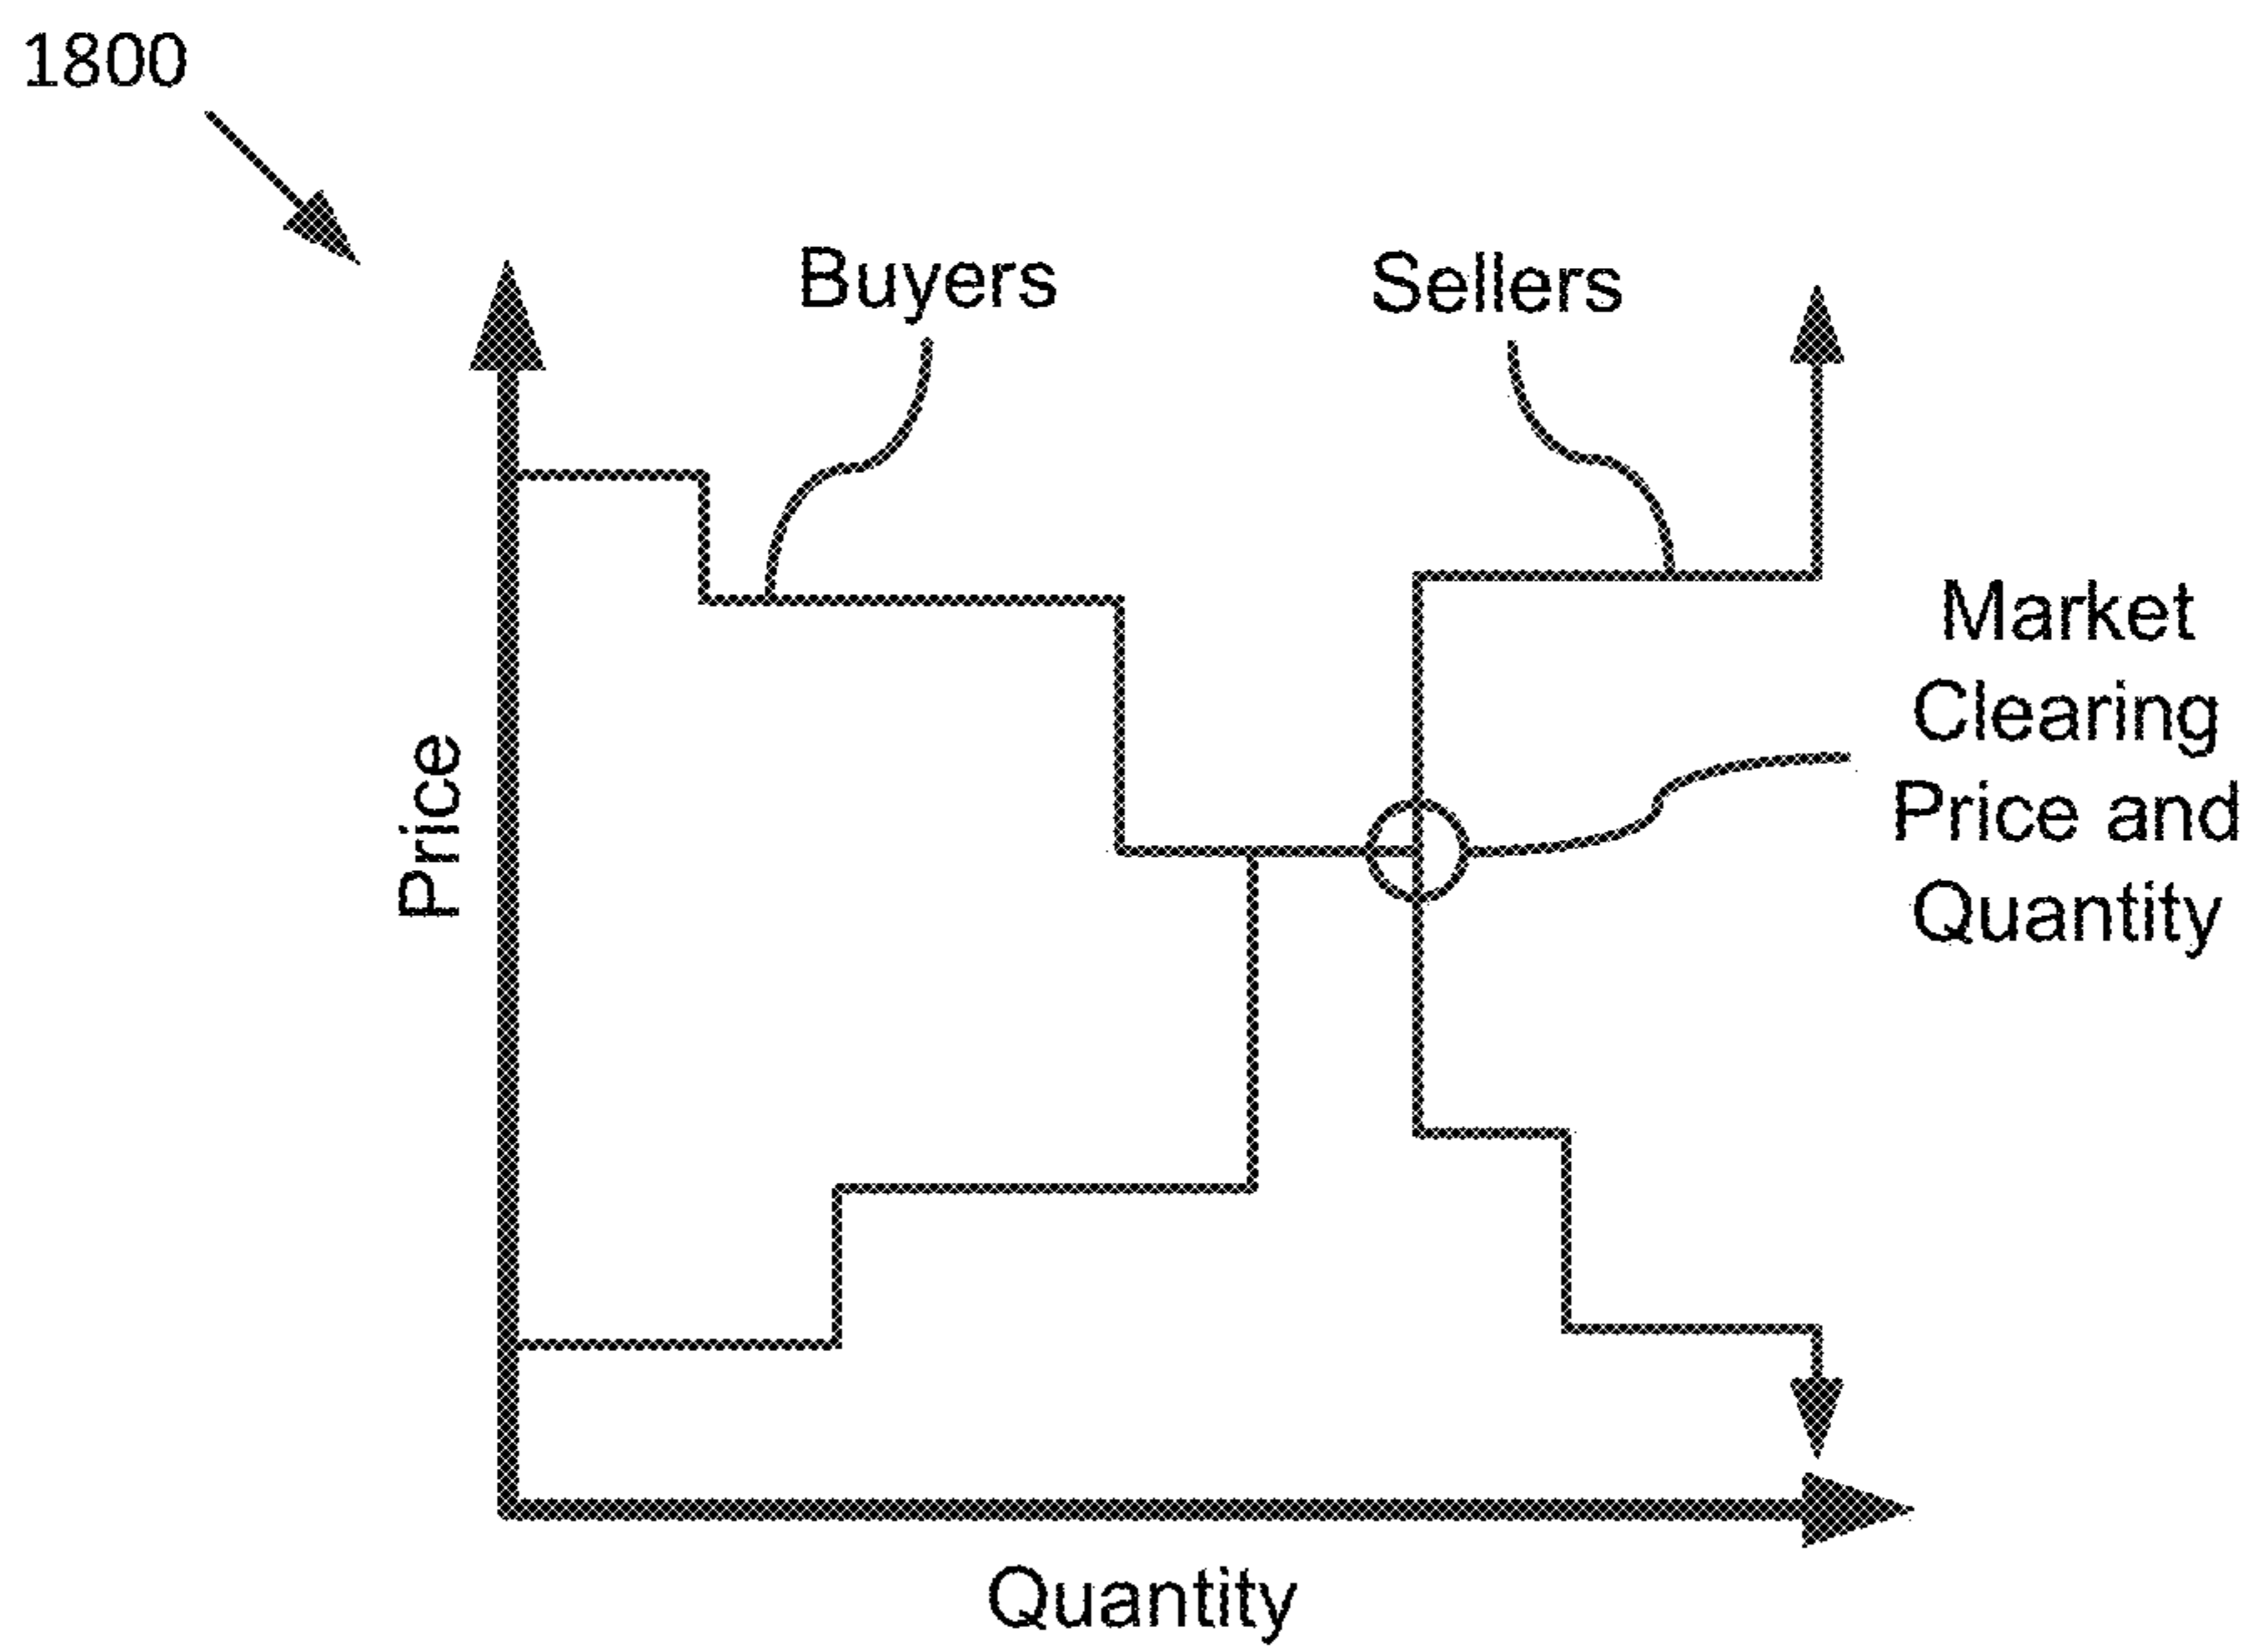 1800
Buyers
Sellers
Market
Clearing
Price and
Quantity
Price
Quantity